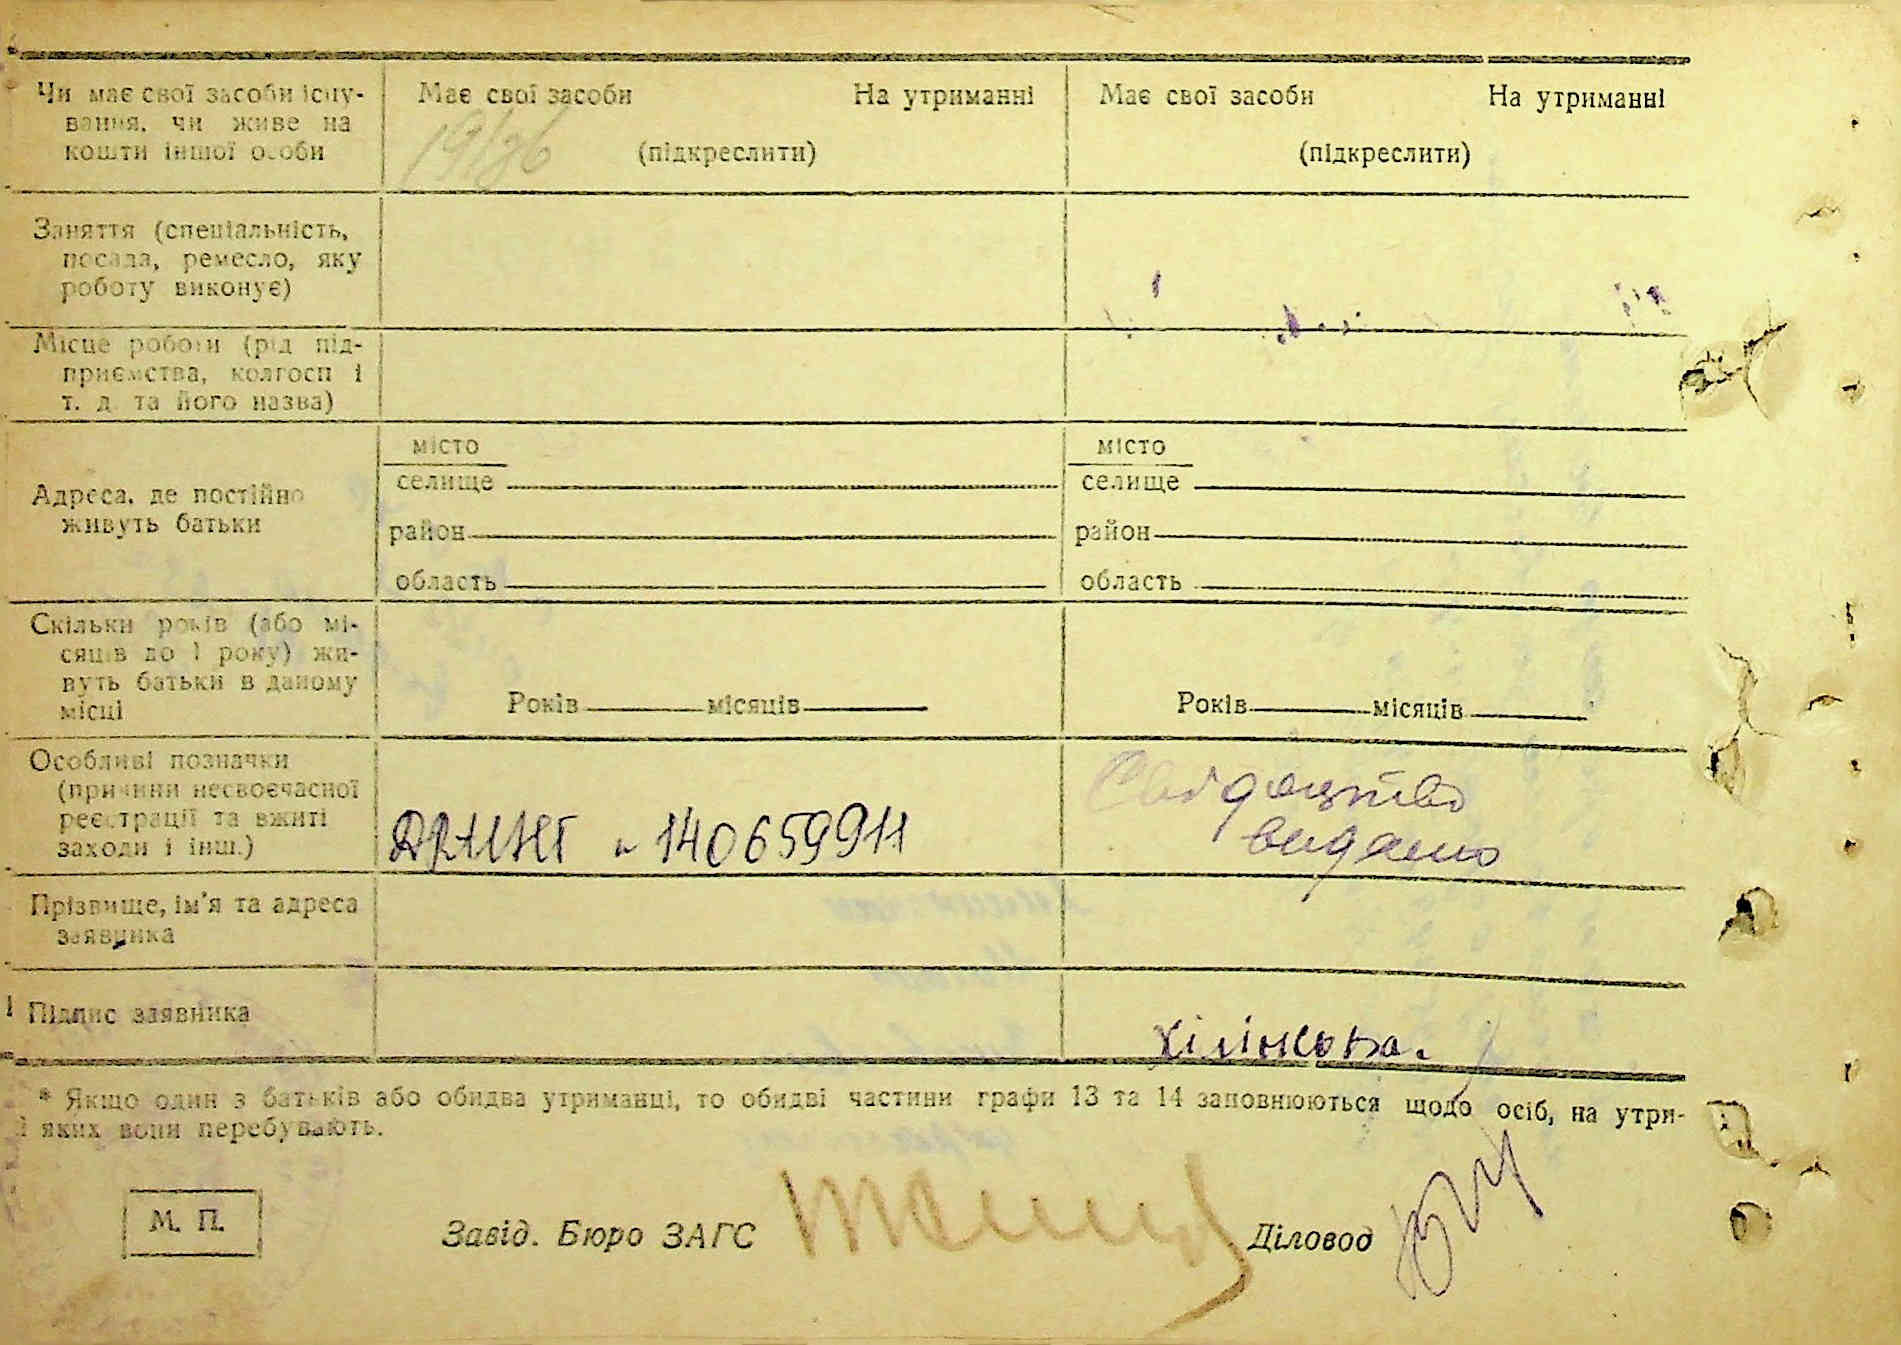 Чи має свої засоби існу-
вання, чи живе на
кошти іншої особи
Має свої засоби На утриманні
(підкреслити)
Має свої засоби На утриманні
(підкреслити)
Заняття (спеціальність,
посада, ремесло, яку
роботу виконує)
Місце роботи (рід під-
приємства, колгосп і
т. д. та його назва)
Адреса, де постійно
живуть батьки
місто
селище
район
область
місто
селище
район
область
Скільки років (або мі-
сяців до 1 року) жи-
вуть батьки в даному
місці
Років місяців
Років місяців
Особливі позначки
(причини несвоєчасної
реєстрації та вжиті
заходи і інш.)
ДРАЦСГ н 140659911
Свідоцтво
видано
Прізвище, ім'я та адреса
заявника
Підпис заявника
Хілінкова.
* Якщо один з батьків або обидва утриманці, то обидві частини графи 13 та 14 заповнюються щодо осіб, на утри-
і яких вони перебувають.
М. П.
Завід. Бюро ЗАГС
Діловод